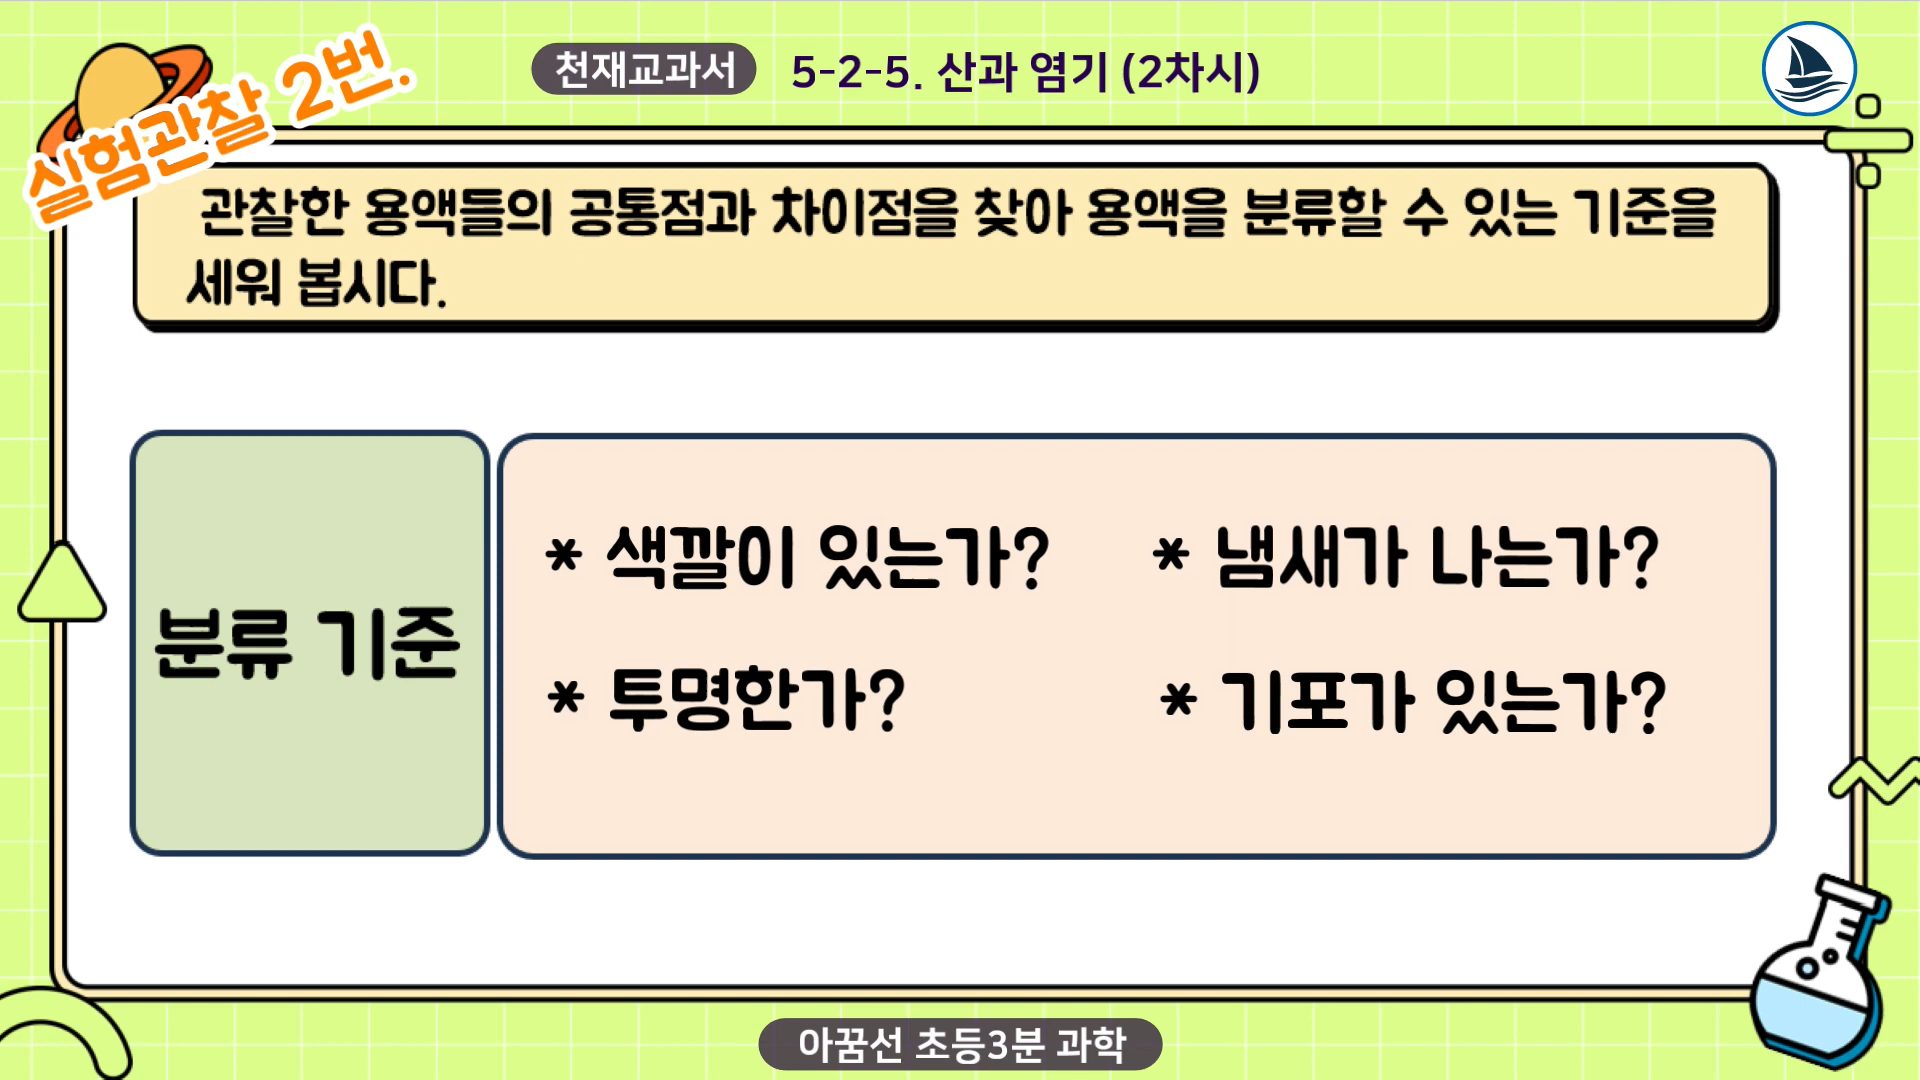 실험관찰 2번.
천재교과서 5-2-5. 산과 염기 (2차시)
관찰한 용액들의 공통점과 차이점을 찾아 용액을 분류할 수 있는 기준을
세워 봅시다.
분류 기준
* 색깔이 있는가? * 냄새가 나는가?
* 투명한가? * 기포가 있는가?
아꿈선 초등3분 과학